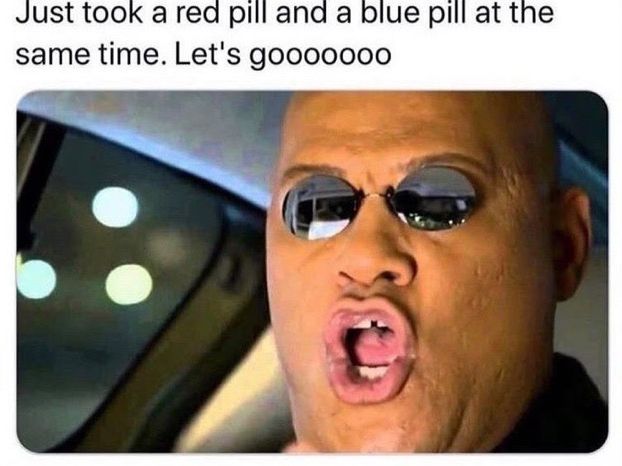 Just took a red pill and a blue pill at the
same time. Let's gooooooo